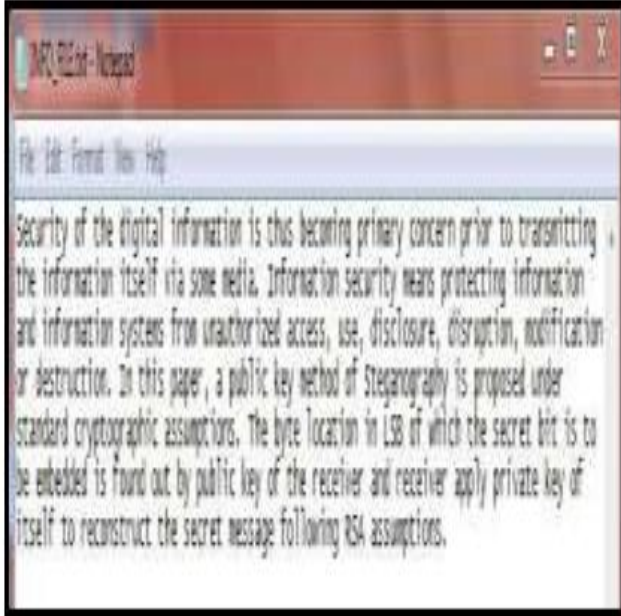 INFO_FILE.txt - Notepad
File Edit Format View Help
Security of the digital information is thus becoming primary concern prior to transmitting
the information itself via some media. Information security means protecting information
and information systems from unauthorized access, use, disclosure, disruption, modification
or destruction. In this paper, a public key method of Steganography is proposed under
standard cryptographic assumptions. The byte location in LSB of which the secret bit is to
be embedded is found out by public key of the receiver and receiver apply private key of
itself to reconstruct the secret message following RSA assumptions.